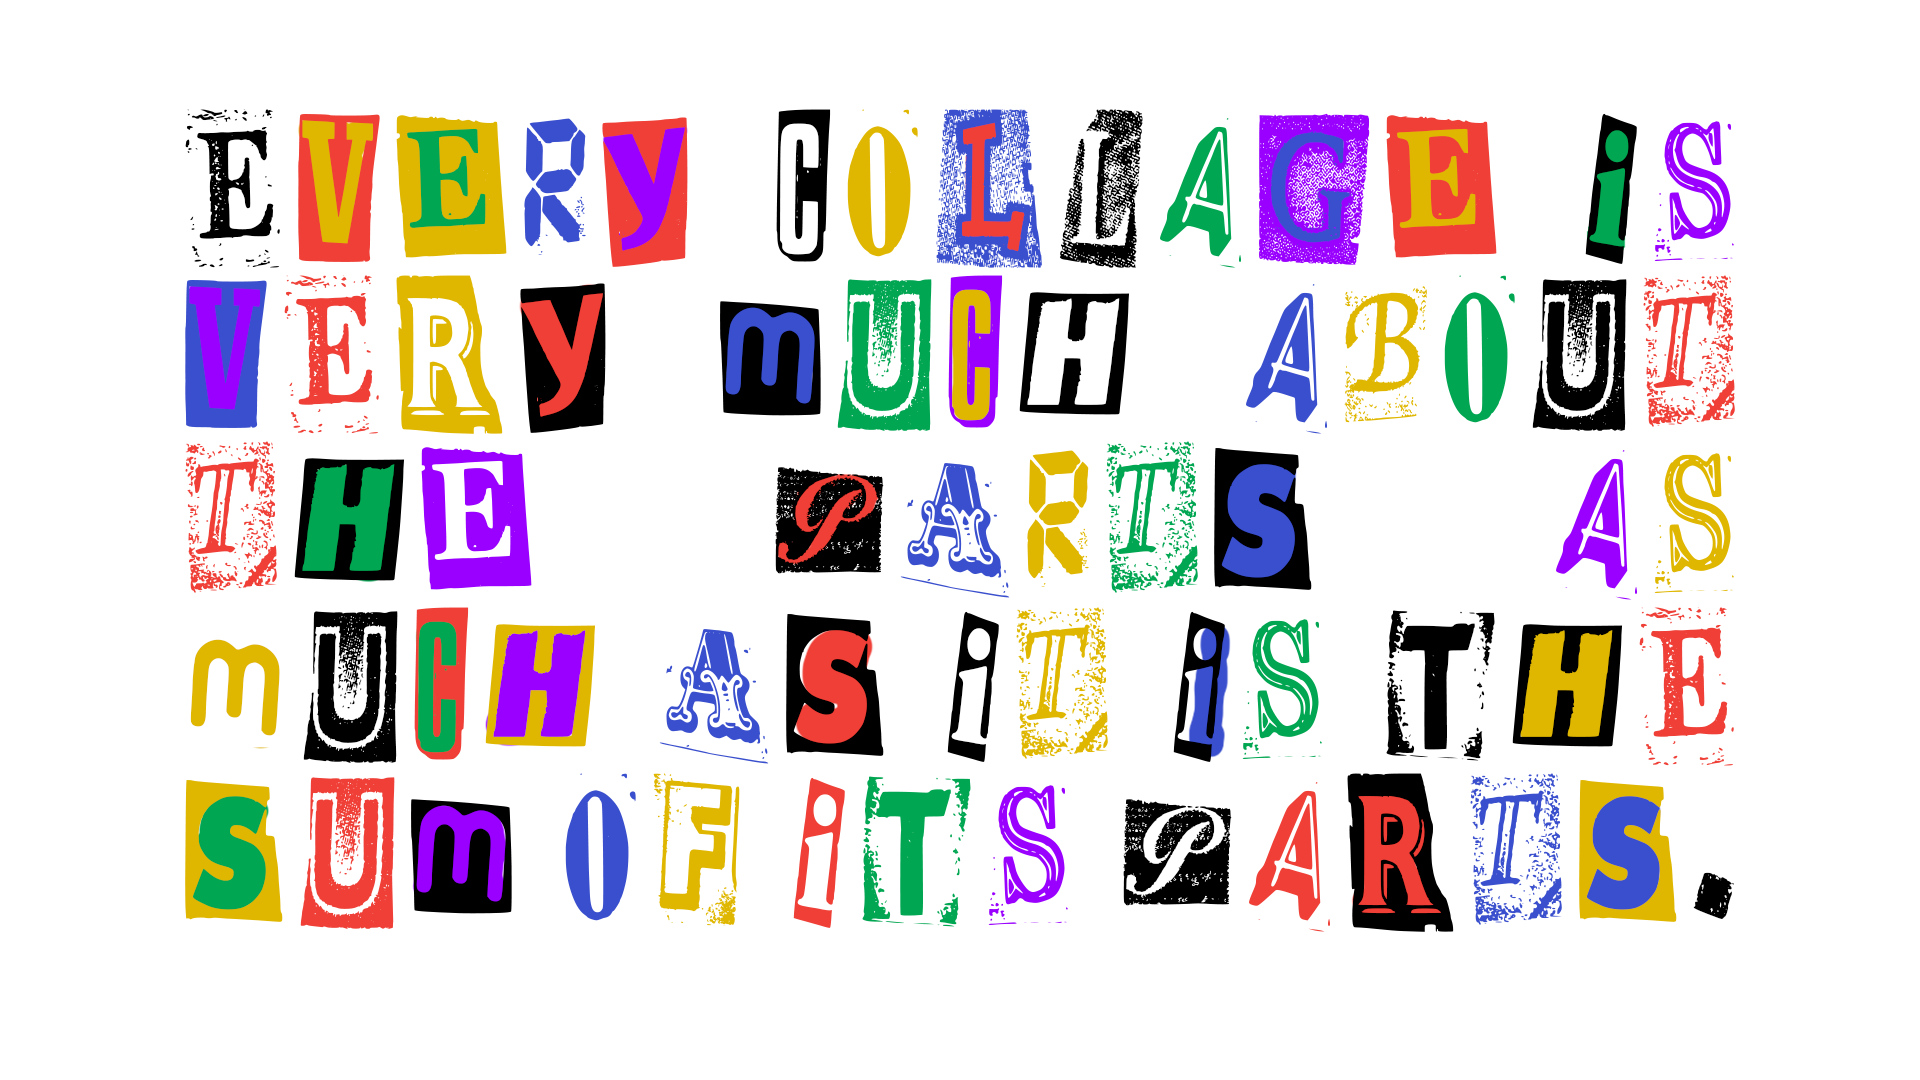 EVERY COLLAGE iS
VERY mUCH ABOUT
THE PARTS AS
mUCH AS iT iS THE
SUm OF iTS PARTS.